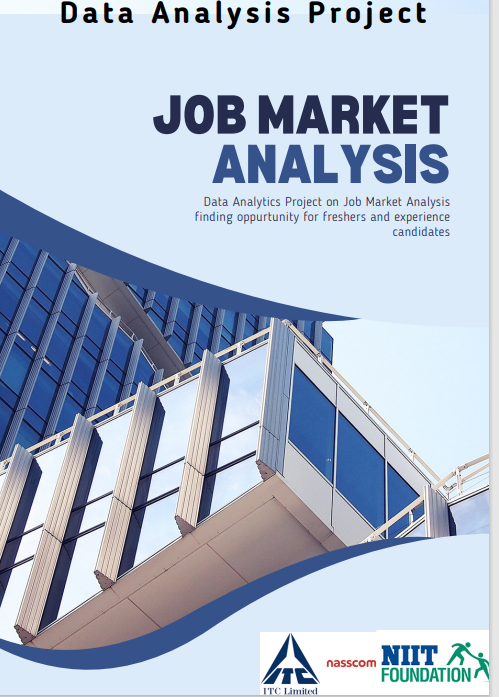 Data Analysis Project
JOB MARKET
ANALYSIS
Data Analytics Project on Job Market Analysis
finding oppurtunity for freshers and experience
candidates
ITC Limited
nasscom
NIIT
FOUNDATION